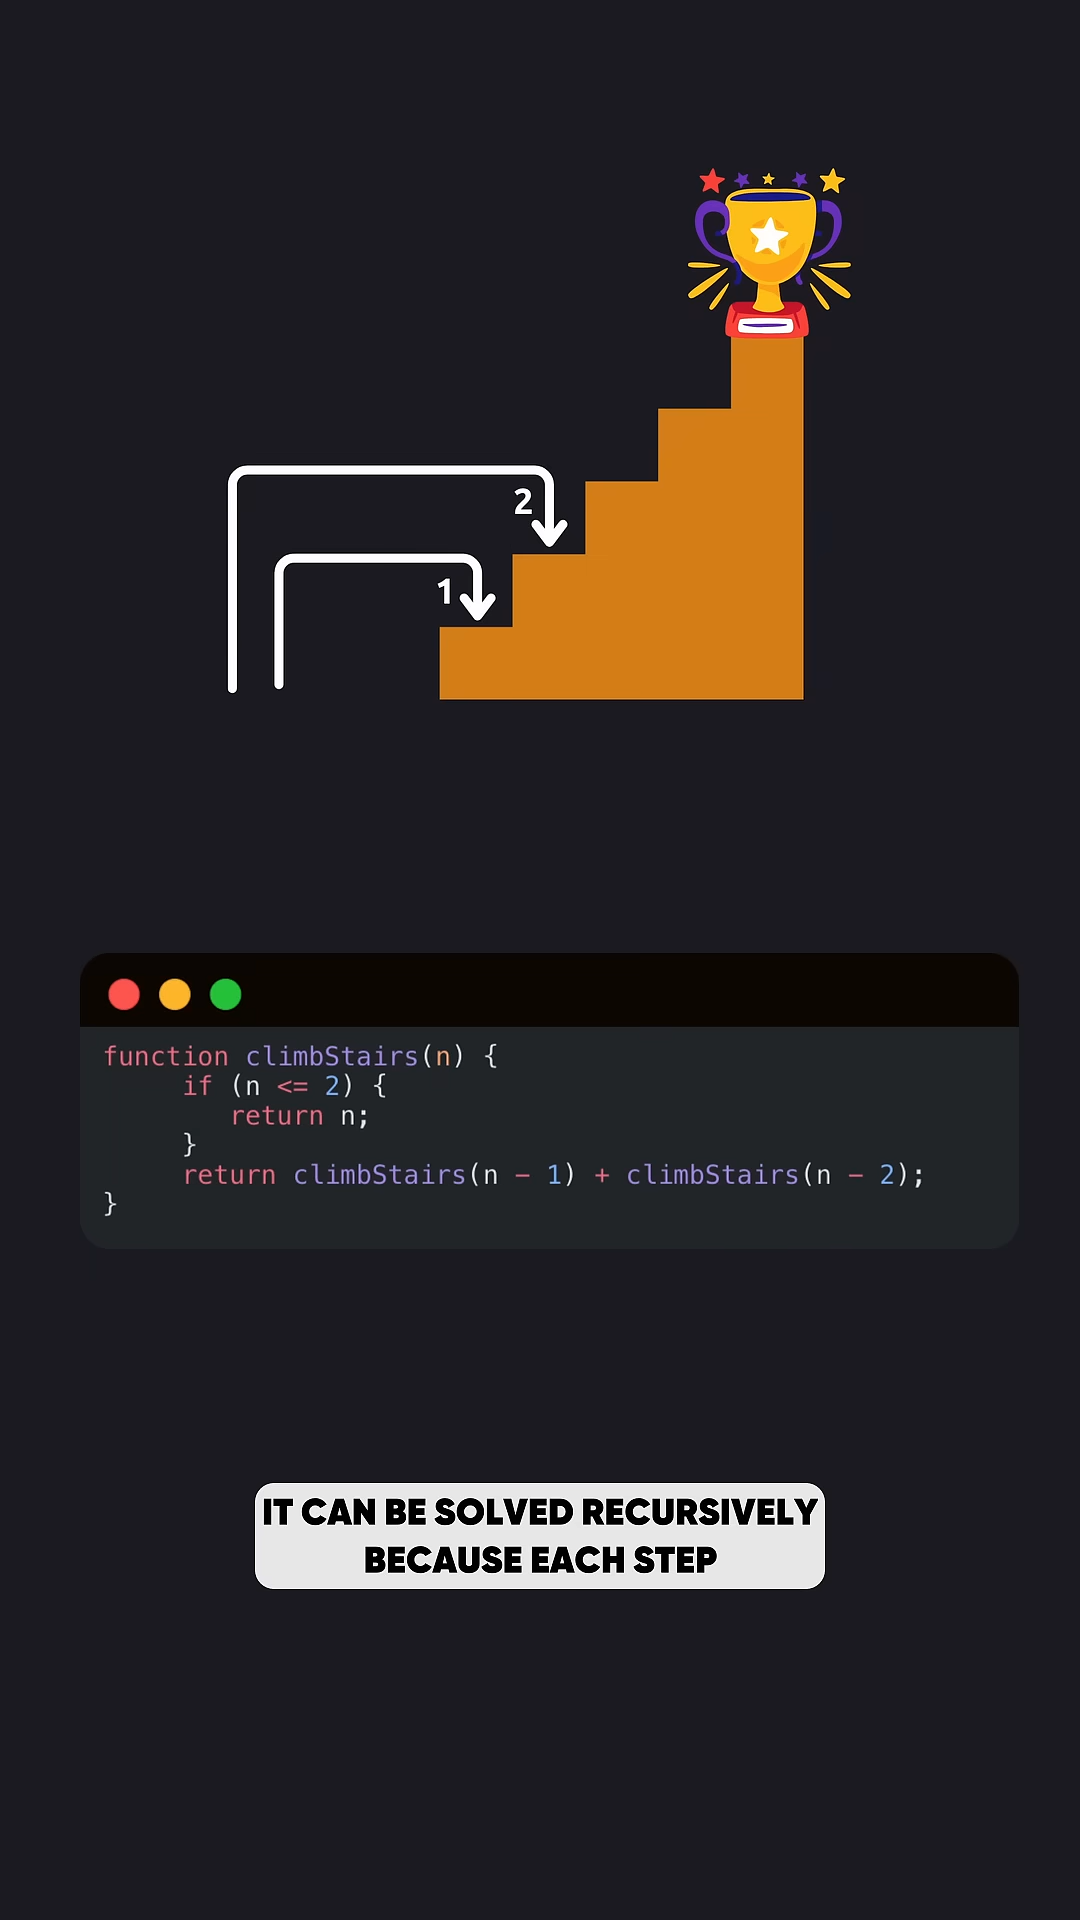 2
1
function climbStairs(n) {
     if (n <= 2) {
        return n;
     }
     return climbStairs(n − 1) + climbStairs(n − 2);
}
IT CAN BE SOLVED RECURSIVELY
BECAUSE EACH STEP